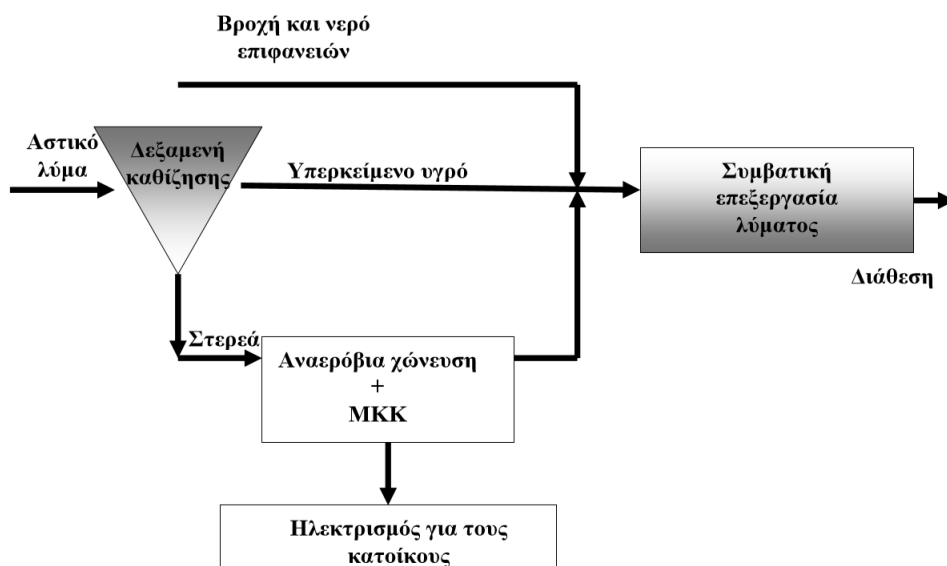 Βροχή και νερό
επιφανειών
Αστικό
λύμα
Δεξαμενή
καθίζησης
Υπερκείμενο υγρό
Συμβατική
επεξεργασία
λύματος
Διάθεση
Στερεά
Αναερόβια χώνευση
+
ΜΚΚ
Ηλεκτρισμός για τους
κατοίκους